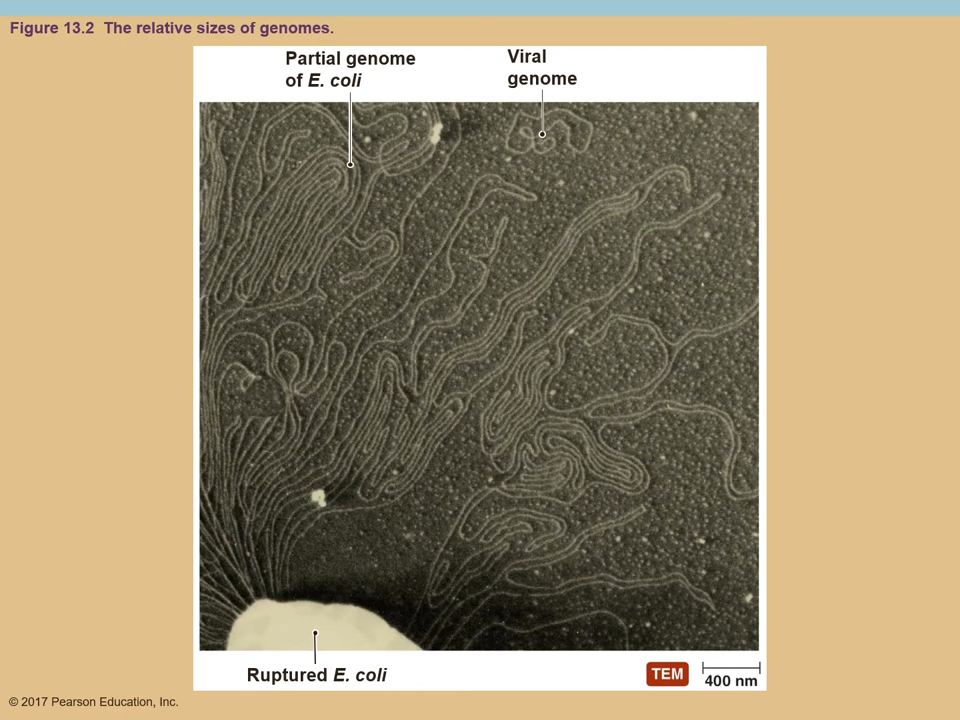 Figure 13.2 The relative sizes of genomes.
Partial genome
of E. coli
Viral
genome
Ruptured E. coli
TEM
400 nm
© 2017 Pearson Education, Inc.